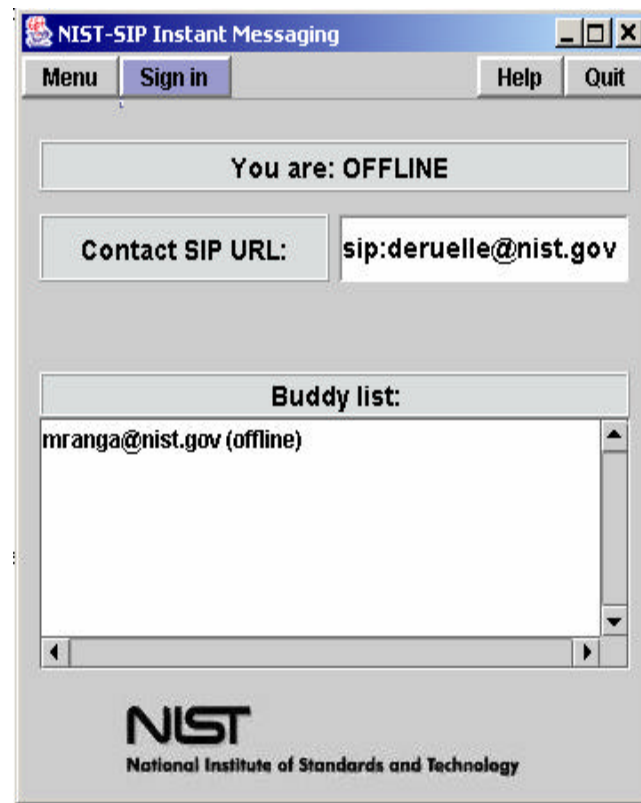 NIST-SIP Instant Messaging
Menu Sign in Help Quit
You are: OFFLINE
Contact SIP URL: sip:deruelle@nist.gov
Buddy list:
mranga@nist.gov (offline)
NIST
National Institute of Standards and Technology